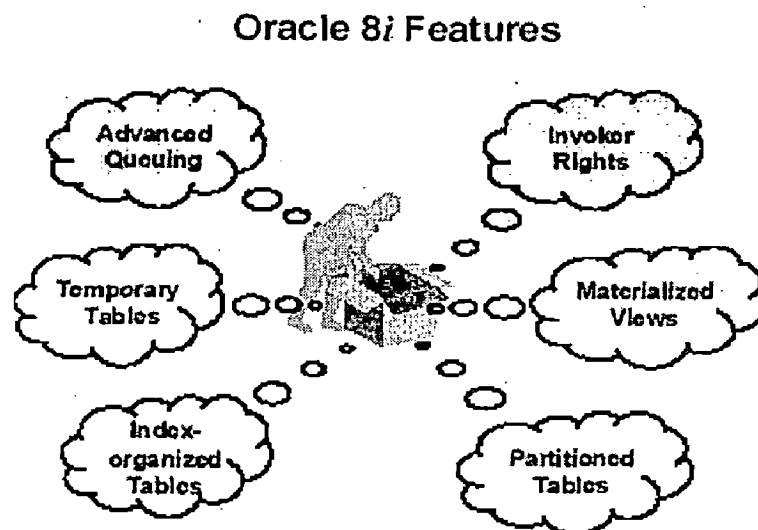 Oracle 8i Features
Advanced
Queuing
Invoker
Rights
Temporary
Tables
Materialized
Views
Index-
organized
Tables
Partitioned
Tables